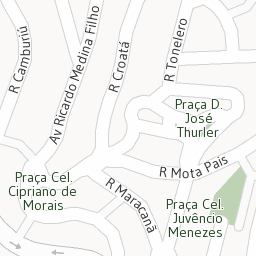 R Camburiu
Av Ricardo Medina Filho
R Croatá
R Tonelero
Praça D.
José
Thurler
Praça Cel.
Cipriano de
Morais
R Mota Pais
R Maracanã
Praça Cel.
Juvêncio
Menezes